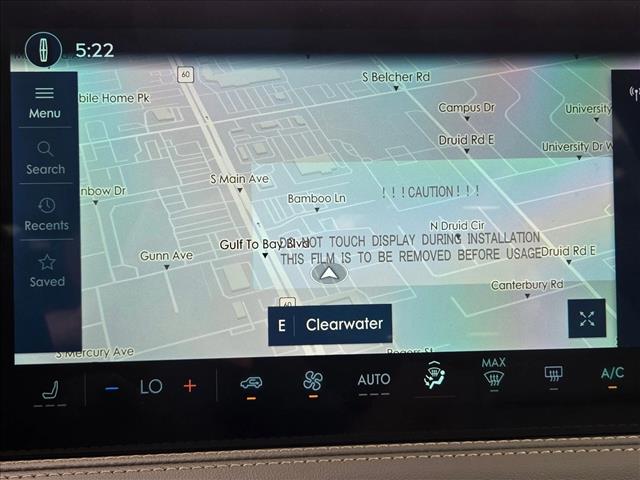 5:22
60
S Belcher Rd
Menu
bile Home Pk
Campus Dr
University
Druid Rd E
University Dr W
Search
S Main Ave
!!!CAUTION!!!
nbow Dr
Bamboo Ln
Recents
N Druid Cir
Gulf To Bay Blvd
DO NOT TOUCH DISPLAY DURING INSTALLATION
Gunn Ave
THIS FILM IS TO BE REMOVED BEFORE USAGE
Druid Rd E
Saved
Canterbury Rd
60
E Clearwater
S Mercury Ave
Rogers St
LO
AUTO
MAX
A/C